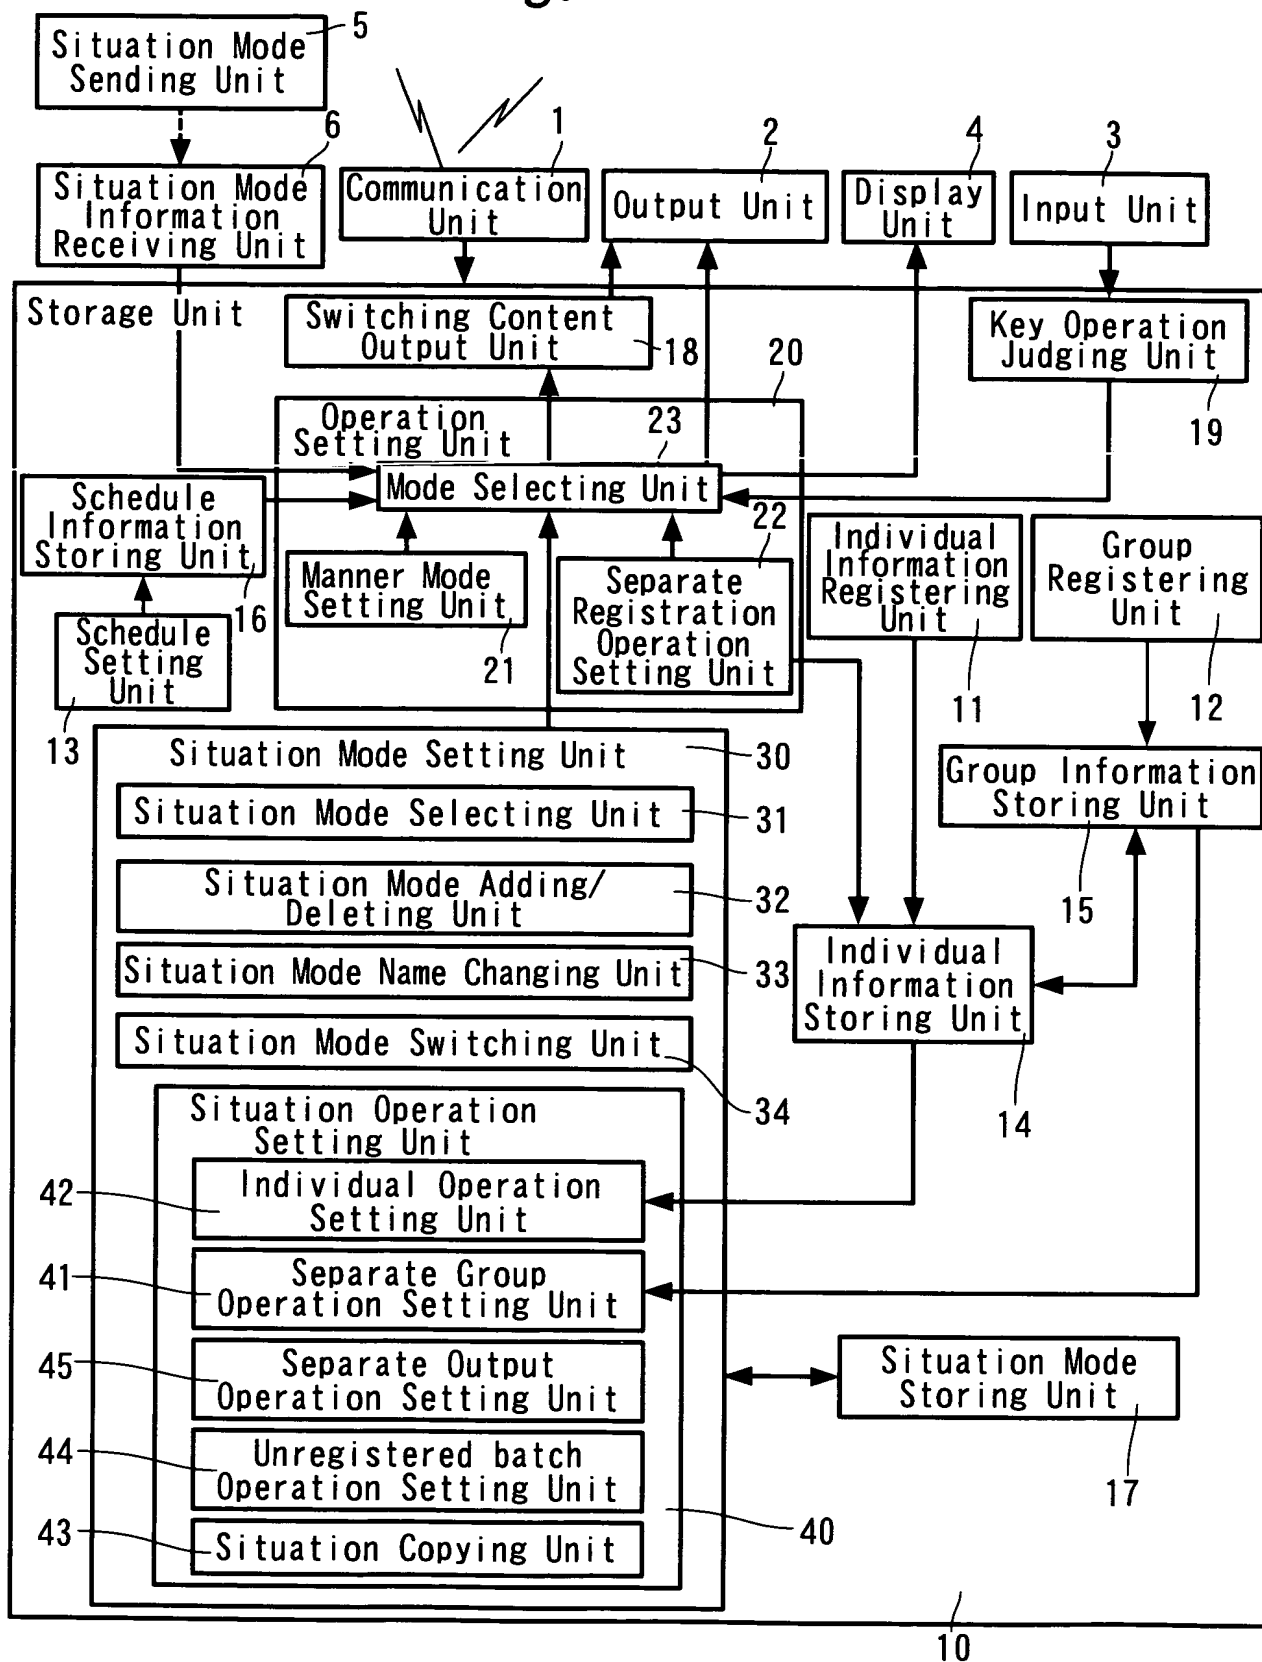 5
Situation Mode
Sending Unit
6
Situation Mode
Information
Receiving Unit
1
Communication
Unit
2
Output Unit
4
Display
Unit
3
Input Unit
Storage Unit
Switching Content
Output Unit
18
Key Operation
Judging Unit
19
20
Operation
Setting Unit
23
Mode Selecting Unit
Schedule
Information
Storing Unit
16
Manner Mode
Setting Unit
21
22
Separate
Registration
Operation
Setting Unit
Individual
Information
Registering
Unit
11
Group
Registering
Unit
12
Schedule
Setting
Unit
13
Situation Mode Setting Unit
30
Situation Mode Selecting Unit
31
Situation Mode Adding/
Deleting Unit
32
Situation Mode Name Changing Unit
33
Situation Mode Switching Unit
34
Group Information
Storing Unit
15
Individual
Information
Storing Unit
14
Situation Operation
Setting Unit
42
Individual Operation
Setting Unit
41
Separate Group
Operation Setting Unit
45
Separate Output
Operation Setting Unit
44
Unregistered batch
Operation Setting Unit
43
Situation Copying Unit
40
Situation Mode
Storing Unit
17
10